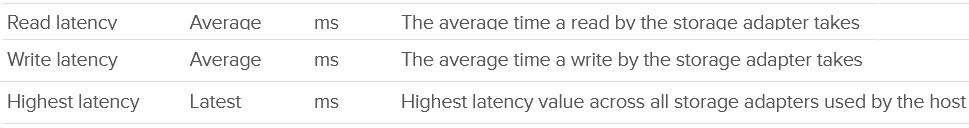 Read latency Average ms The average time a read by the storage adapter takes
Write latency Average ms The average time a write by the storage adapter takes
Highest latency Latest ms Highest latency value across all storage adapters used by the host